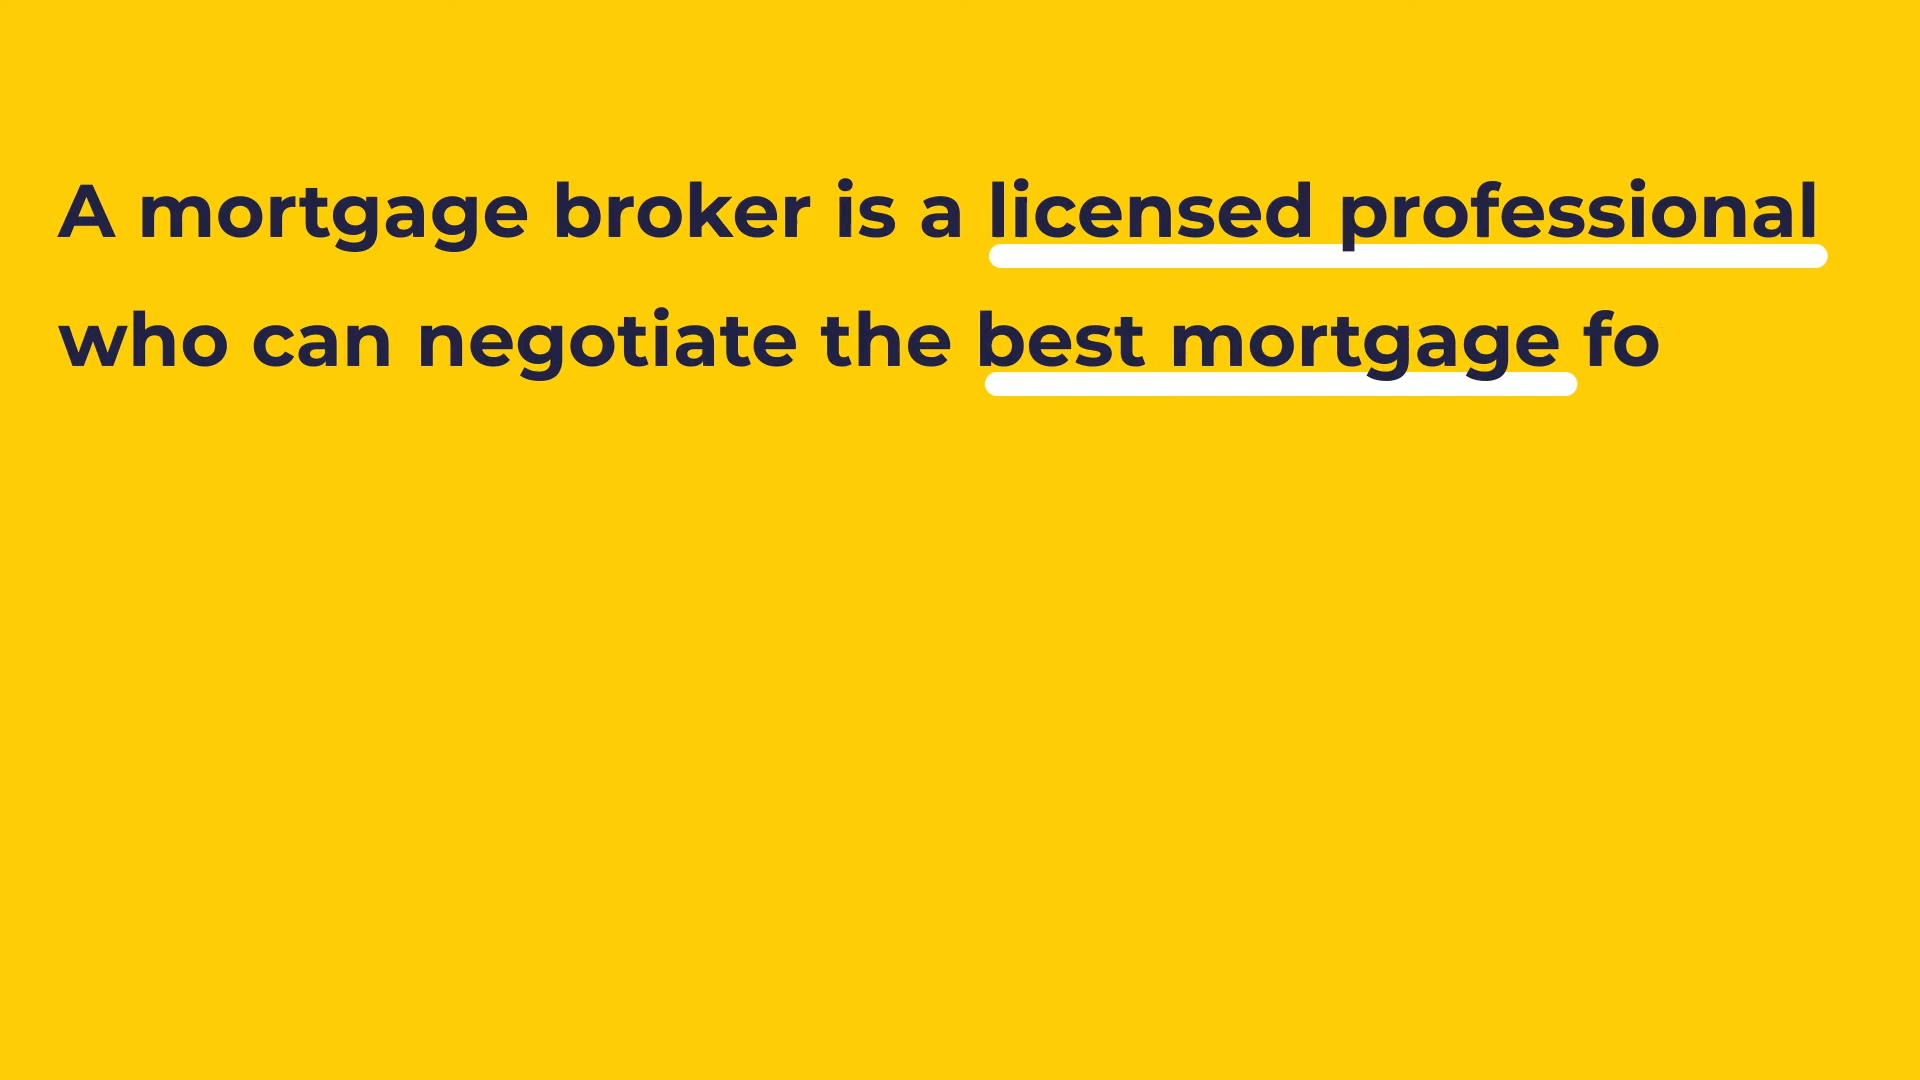 A mortgage broker is a licensed professional
who can negotiate the best mortgage fo